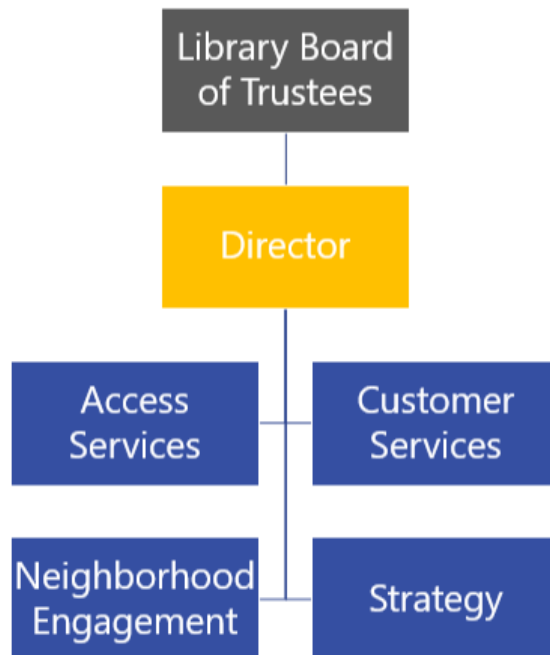 Library Board
of Trustees
Director
Access
Services
Customer
Services
Neighborhood
Engagement
Strategy